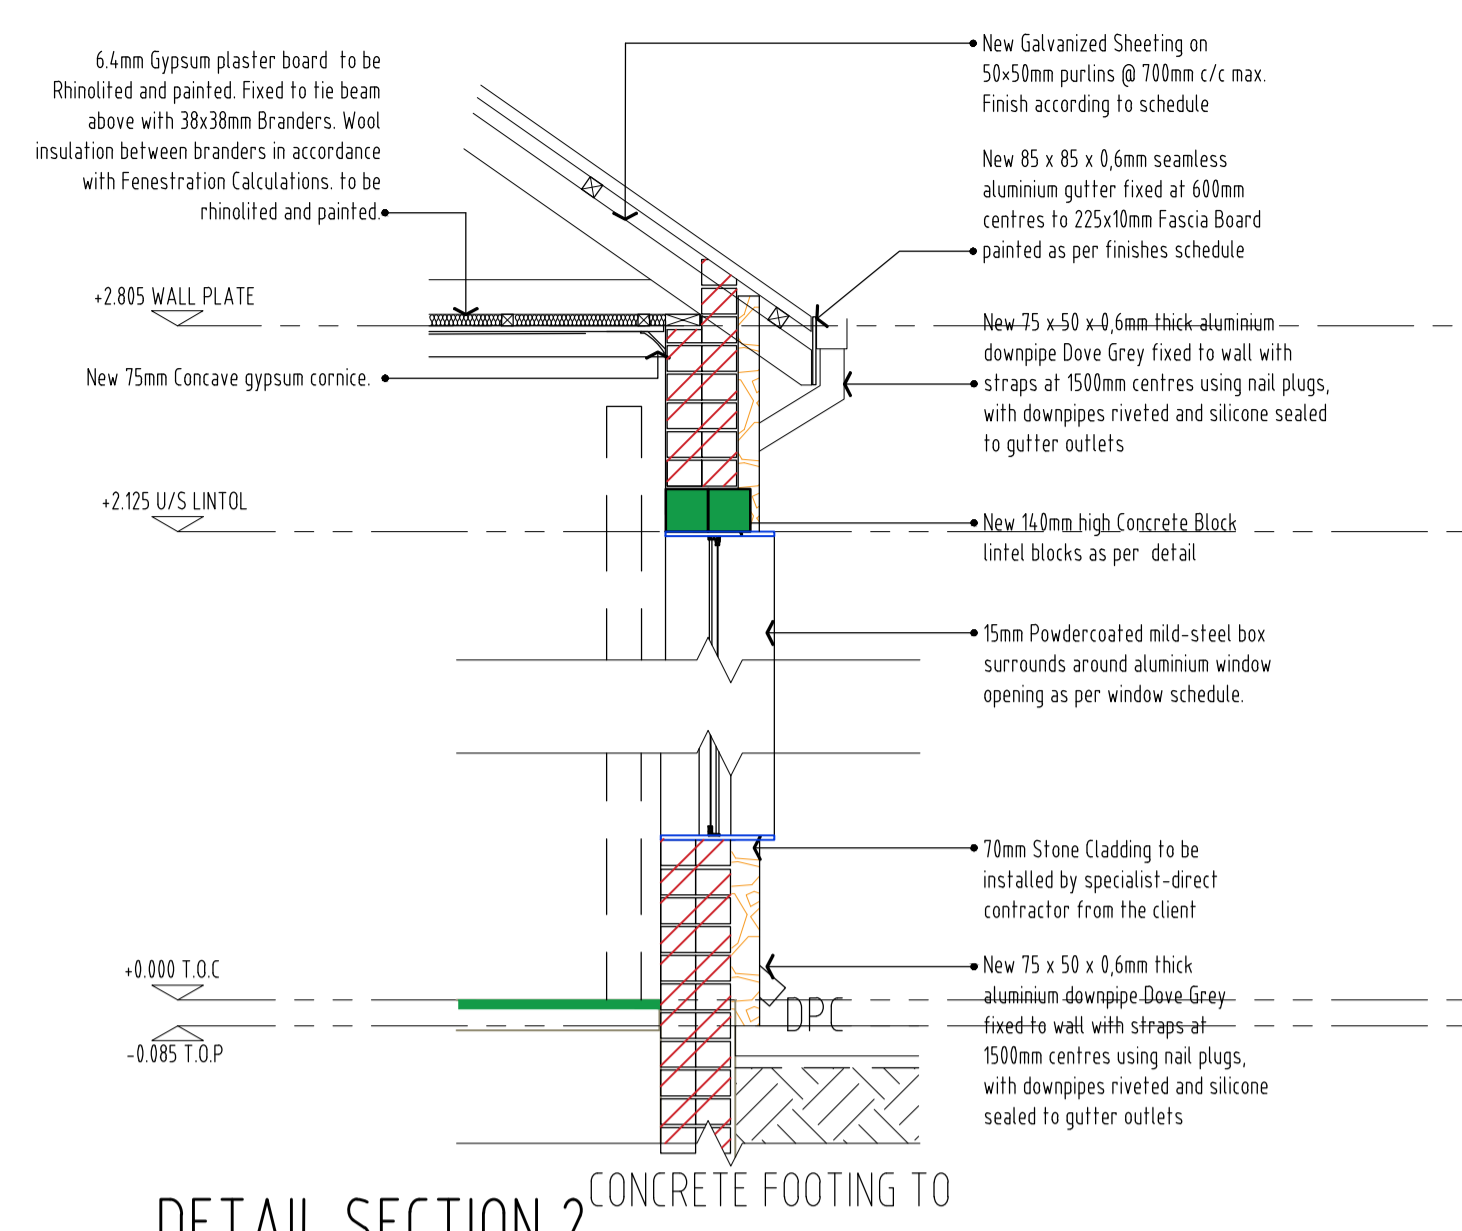 6.4mm Gypsum plaster board to be
Rhinolited and painted. Fixed to tie beam
above with 38x38mm Branders. Wool
insulation between branders in accordance
with Fenestration Calculations. to be
rhinolited and painted.
+2.805 WALL PLATE
New 75mm Concave gypsum cornice.
+2.125 U/S LINTOL
+0.000 T.O.C
-0.085 T.O.P
New Galvanized Sheeting on
50x50mm purlins @ 700mm c/c max.
Finish according to schedule
New 85 x 85 x 0,6mm seamless
aluminium gutter fixed at 600mm
centres to 225x10mm Fascia Board
painted as per finishes schedule
New 75 x 50 x 0,6mm thick aluminium
downpipe Dove Grey fixed to wall with
straps at 1500mm centres using nail plugs,
with downpipes riveted and silicone sealed
to gutter outlets
New 140mm high Concrete Block
lintel blocks as per detail
15mm Powdercoated mild-steel box
surrounds around aluminium window
opening as per window schedule.
70mm Stone Cladding to be
installed by specialist-direct
contractor from the client
New 75 x 50 x 0,6mm thick
aluminium downpipe Dove Grey
fixed to wall with straps at
1500mm centres using nail plugs,
with downpipes riveted and silicone
sealed to gutter outlets
DPC
CONCRETE FOOTING TO
DETAIL SECTION 2